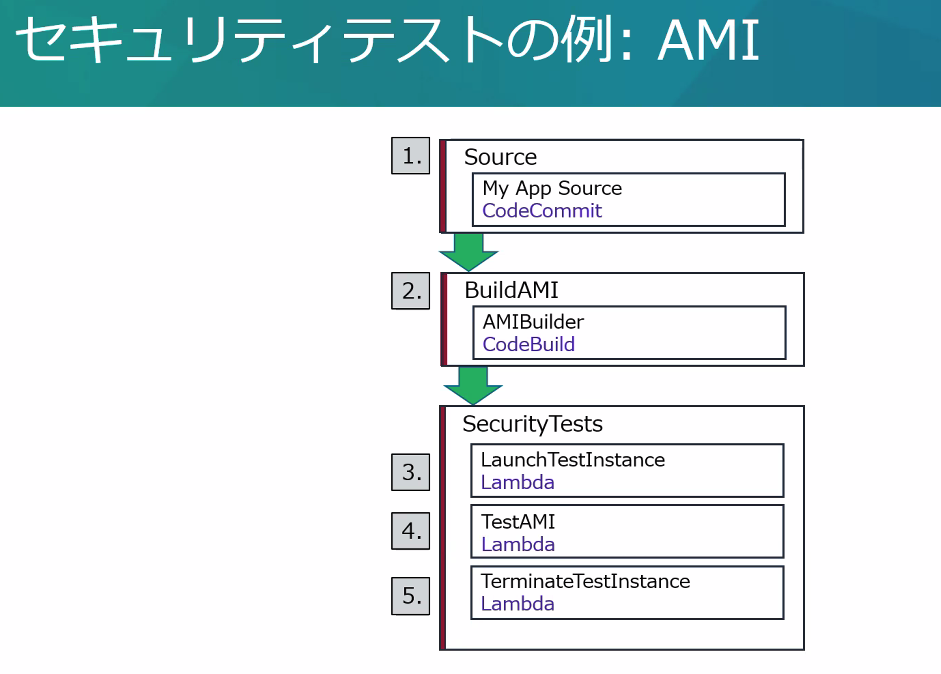 セキュリティテストの例: AMI
1.
Source
My App Source
CodeCommit
2.
BuildAMI
AMIBuilder
CodeBuild
SecurityTests
3.
LaunchTestInstance
Lambda
4.
TestAMI
Lambda
5.
TerminateTestInstance
Lambda